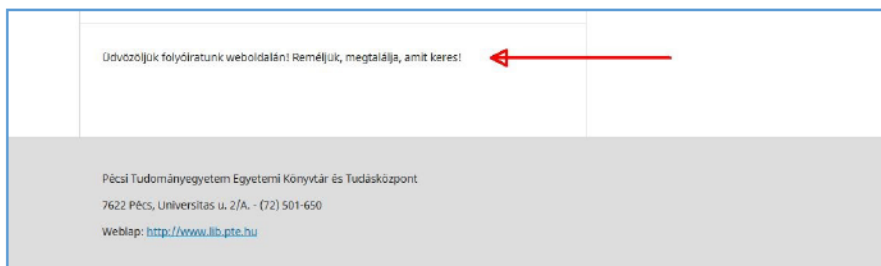 Üdvözöljük folyóiratunk weboldalán! Reméljük, megtalálja, amit keres!
Pécsi Tudományegyetem Egyetemi Könyvtár és Tudásközpont
7622 Pécs, Universitas u. 2/A. - (72) 501-650
Weblap: http://www.lib.pte.hu